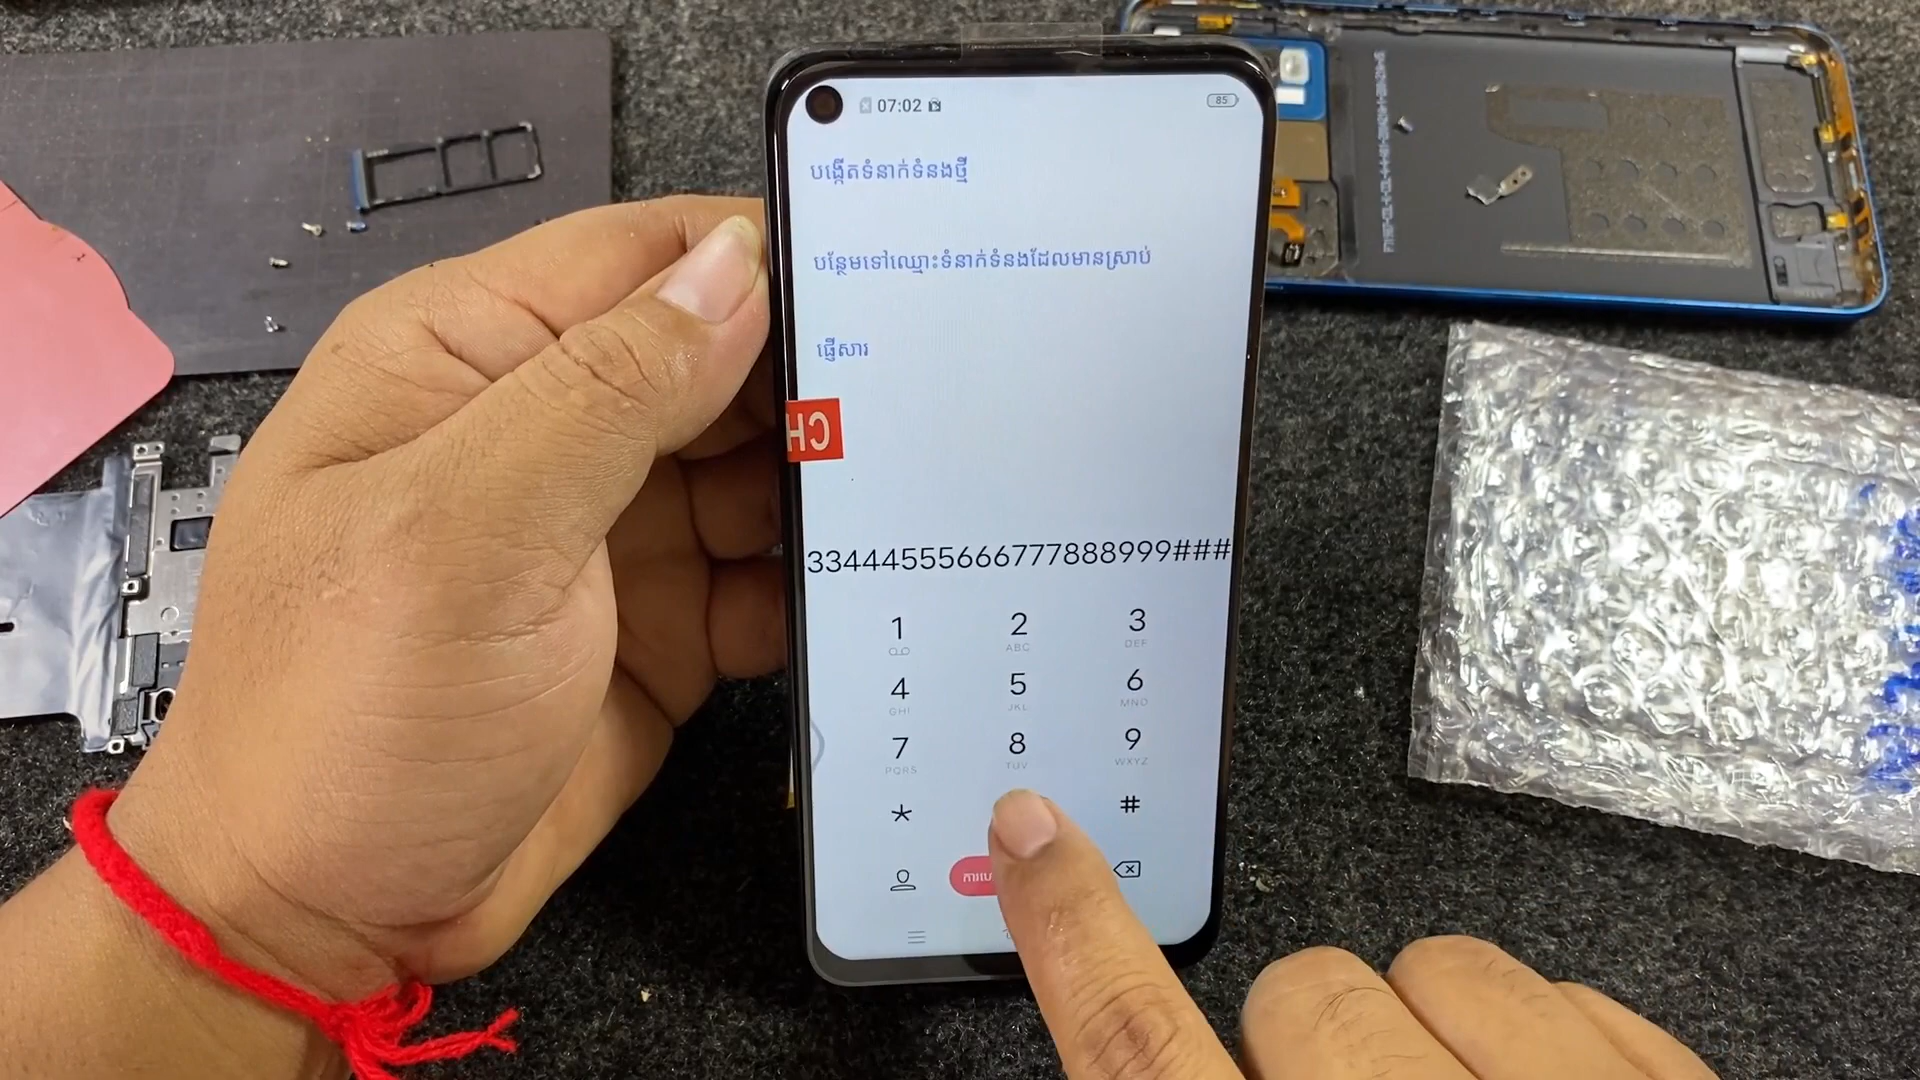 07:02
85
បង្កើតទំនាក់ទំនងថ្មី
បន្ថែមទៅឈ្មោះទំនាក់ទំនងដែលមានស្រាប់
ផ្ញើសារ
CH
33444555666777888999###
1 2 3
ABC DEF
4 5 6
GHI JKL MNO
7 8 9
PQRS TUV WXYZ
* #